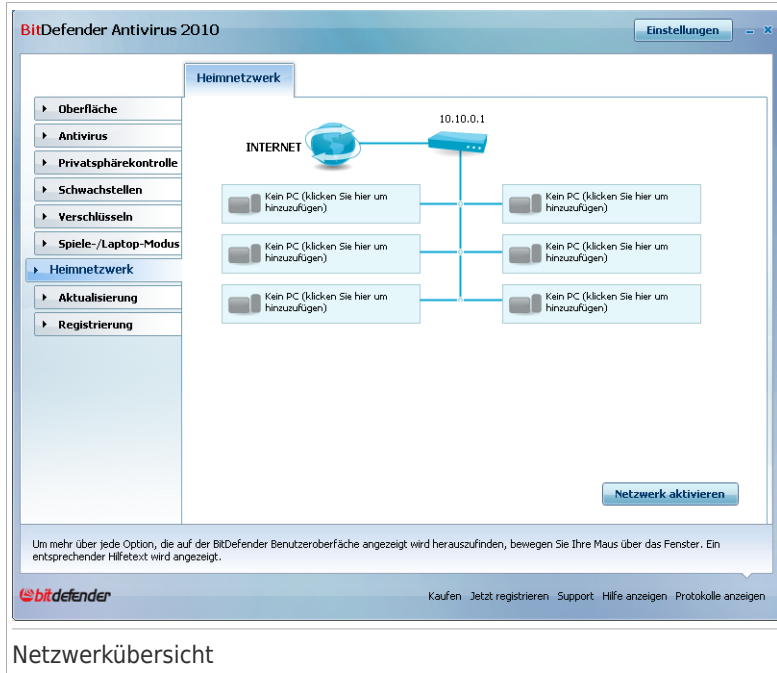 BitDefender Antivirus 2010
Einstellungen
Heimnetzwerk
Oberfläche
Antivirus
Privatsphärekontrolle
Schwachstellen
Verschlüsseln
Spiele-/Laptop-Modus
Heimnetzwerk
Aktualisierung
Registrierung
10.10.0.1
INTERNET
Kein PC (klicken Sie hier um
hinzuzufügen)
Kein PC (klicken Sie hier um
hinzuzufügen)
Kein PC (klicken Sie hier um
hinzuzufügen)
Kein PC (klicken Sie hier um
hinzuzufügen)
Kein PC (klicken Sie hier um
hinzuzufügen)
Kein PC (klicken Sie hier um
hinzuzufügen)
Netzwerk aktivieren
Um mehr über jede Option, die auf der BitDefender Benutzeroberfäche angezeigt wird herauszufinden, bewegen Sie Ihre Maus über das Fenster. Ein
entsprechender Hilfetext wird angezeigt.
bitdefender
Kaufen Jetzt registrieren Support Hilfe anzeigen Protokolle anzeigen
Netzwerkübersicht